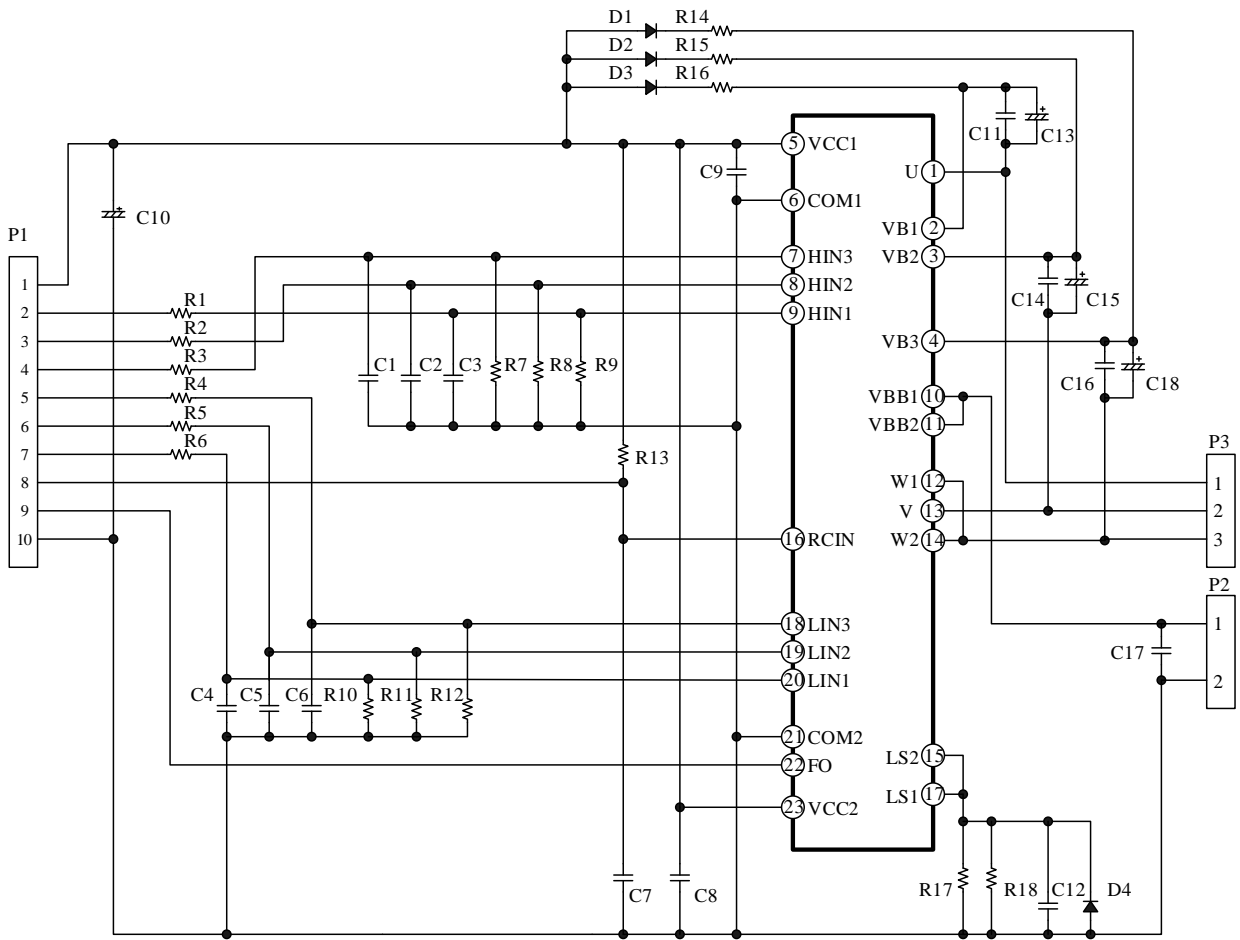 D1 R14
D2 R15
D3 R16
C11 C13
5 VCC1
C9
U 1
6 COM1
C10
P1
VB1 2
7 HIN3
VB2 3
1
8 HIN2
C14 C15
R1
2
9 HIN1
R2
3
VB3 4
R3
4
C1 C2 C3 R7 R8 R9
C16 C18
R4
5
VBB1 10
R5
6
VBB2 11
R6
7
R13
P3
8
W1 12
1
9
V 13
2
10
16 RCIN
W2 14
3
P2
18 LIN3
1
19 LIN2
C17
20 LIN1
2
C4 C5 C6 R10 R11 R12
21 COM2
LS2 15
22 FO
LS1 17
23 VCC2
C7 C8
R17 R18 C12 D4